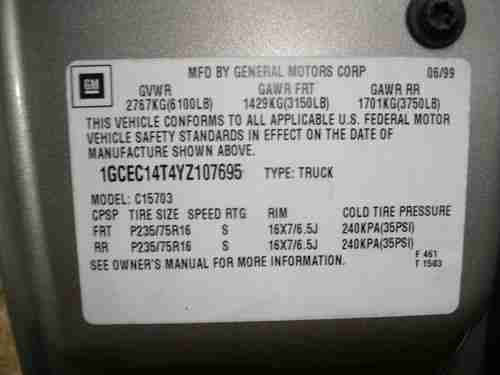 MFD BY GENERAL MOTORS CORP 06/99
GM
GVWR GAWR FRT GAWR RR
2767KG(6100LB) 1429KG(3150LB) 1701KG(3750LB)
THIS VEHICLE CONFORMS TO ALL APPLICABLE U.S. FEDERAL MOTOR
VEHICLE SAFETY STANDARDS IN EFFECT ON THE DATE OF
MANUFACTURE SHOWN ABOVE.
1GCEC14T4YZ107695 TYPE: TRUCK
MODEL: C15703
CPSP TIRE SIZE SPEED RTG RIM COLD TIRE PRESSURE
FRT P235/75R16 S 16X7/6.5J 240KPA(35PSI)
RR P235/75R16 S 16X7/6.5J 240KPA(35PSI)
SEE OWNER'S MANUAL FOR MORE INFORMATION.
F 461
T 1503